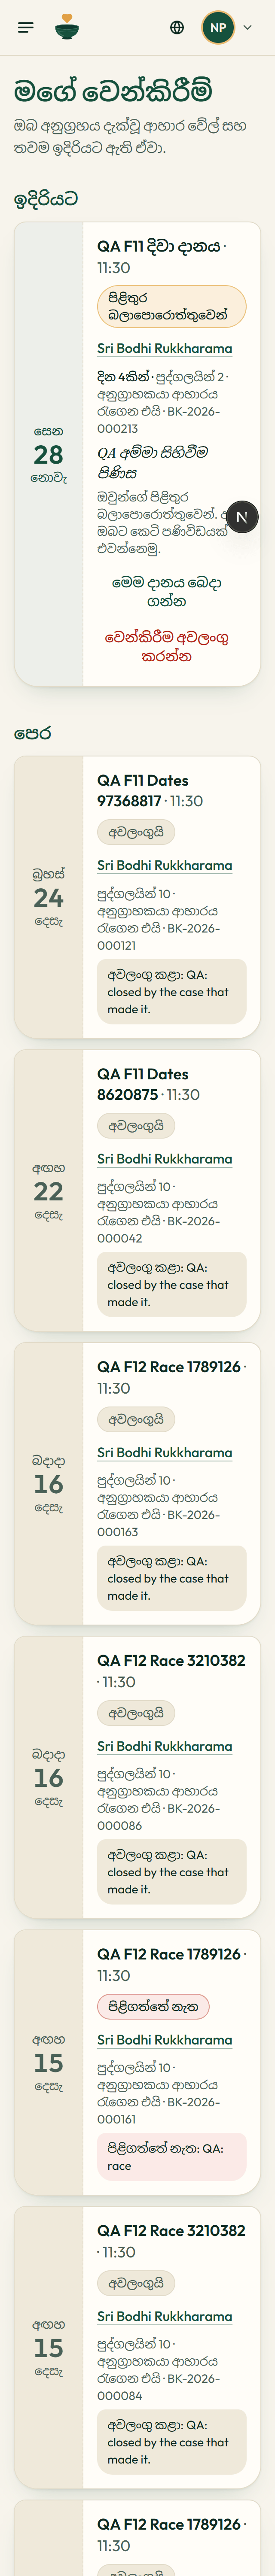 NP
මගේ වෙන්කිරීම්
ඔබ අනුග්‍රහය දැක්වූ ආහාර වේල් සහ
තවම ඉදිරියට ඇති ඒවා.
ඉදිරියට
සෙන
28
නොවැ
QA F11 දිවා දානය ·
11:30
පිළිතුර
බලාපොරොත්තුවෙන්
Sri Bodhi Rukkharama
දින 4කින් · පුද්ගලයින් 2 ·
අනුග්‍රාහකයා ආහාරය
රැගෙන එයි · BK-2026-
000213
QA අම්මා සිහිවීම
පිණිස
ඔවුන්ගේ පිළිතුර
බලාපොරොත්තුවෙන්.
ඔබට කෙටි පණිවිඩයක්
එවන්නෙමු.
N
මෙම දානය බෙදා
ගන්න
වෙන්කිරීම අවලංගු
කරන්න
පෙර
බ්‍රහස්
24
දෙසැ
QA F11 Dates
97368817 · 11:30
අවලංගුයි
Sri Bodhi Rukkharama
පුද්ගලයින් 10 ·
අනුග්‍රාහකයා ආහාරය
රැගෙන එයි · BK-2026-
000121
අවලංගු කළා: QA:
closed by the case that
made it.
අඟහ
22
දෙසැ
QA F11 Dates
8620875 · 11:30
අවලංගුයි
Sri Bodhi Rukkharama
පුද්ගලයින් 10 ·
අනුග්‍රාහකයා ආහාරය
රැගෙන එයි · BK-2026-
000042
අවලංගු කළා: QA:
closed by the case that
made it.
බදාදා
16
දෙසැ
QA F12 Race 1789126 ·
11:30
අවලංගුයි
Sri Bodhi Rukkharama
පුද්ගලයින් 10 ·
අනුග්‍රාහකයා ආහාරය
රැගෙන එයි · BK-2026-
000163
අවලංගු කළා: QA:
closed by the case that
made it.
බදාදා
16
දෙසැ
QA F12 Race 3210382
· 11:30
අවලංගුයි
Sri Bodhi Rukkharama
පුද්ගලයින් 10 ·
අනුග්‍රාහකයා ආහාරය
රැගෙන එයි · BK-2026-
000086
අවලංගු කළා: QA:
closed by the case that
made it.
අඟහ
15
දෙසැ
QA F12 Race 1789126 ·
11:30
පිළිගත්තේ නැත
Sri Bodhi Rukkharama
පුද්ගලයින් 10 ·
අනුග්‍රාහකයා ආහාරය
රැගෙන එයි · BK-2026-
000161
පිළිගත්තේ නැත: QA:
race
අඟහ
15
දෙසැ
QA F12 Race 3210382
· 11:30
අවලංගුයි
Sri Bodhi Rukkharama
පුද්ගලයින් 10 ·
අනුග්‍රාහකයා ආහාරය
රැගෙන එයි · BK-2026-
000084
අවලංගු කළා: QA:
closed by the case that
made it.
QA F12 Race 1789126 ·
11:30